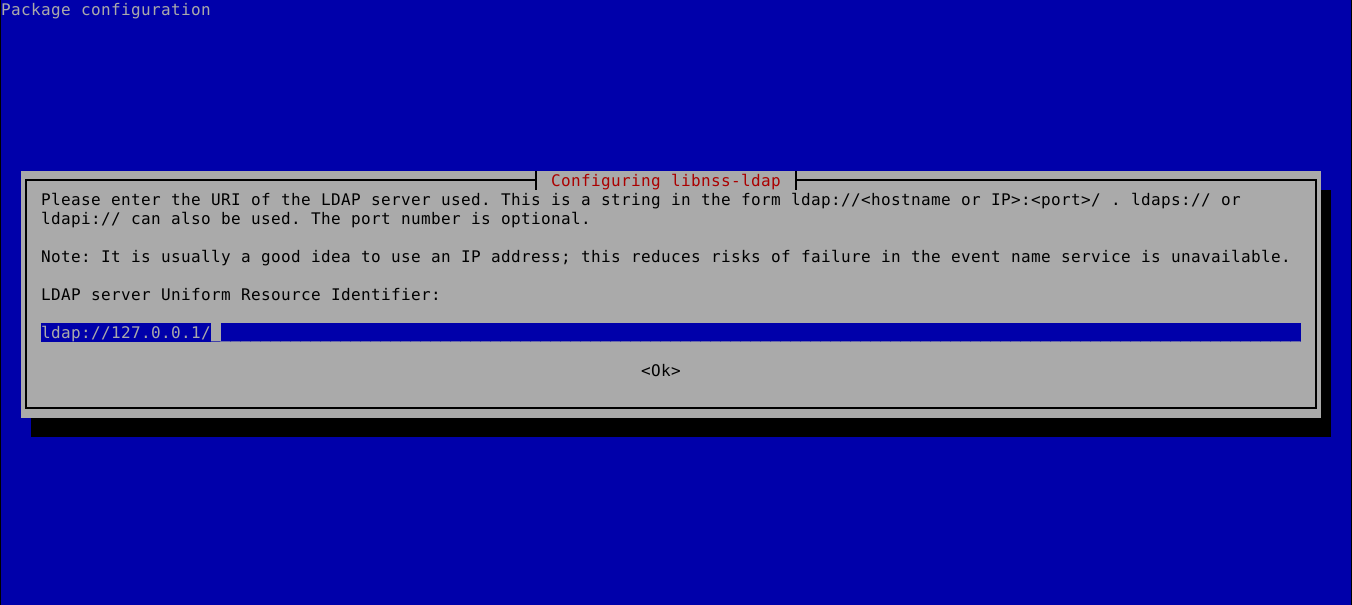 Package configuration
Configuring libnss-ldap
Please enter the URI of the LDAP server used. This is a string in the form ldap://<hostname or IP>:<port>/ . ldaps:// or
ldapi:// can also be used. The port number is optional.
Note: It is usually a good idea to use an IP address; this reduces risks of failure in the event name service is unavailable.
LDAP server Uniform Resource Identifier:
ldap://127.0.0.1/
<Ok>